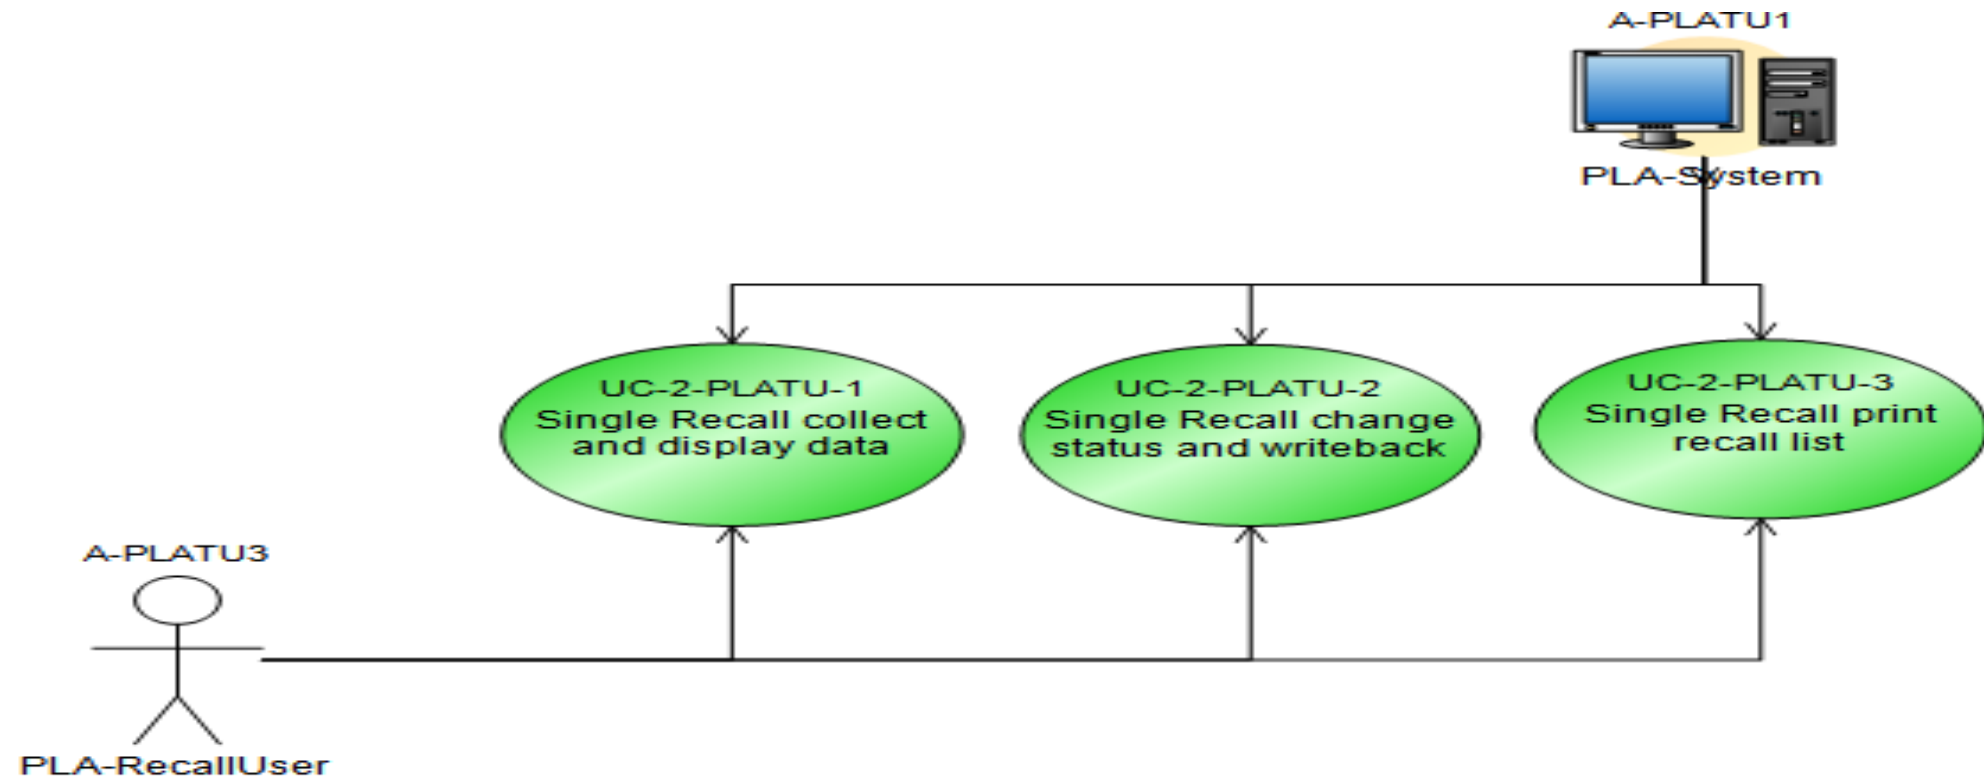 A-PLATU1
PLA-System
UC-2-PLATU-1
Single Recall collect
and display data
UC-2-PLATU-2
Single Recall change
status and writeback
UC-2-PLATU-3
Single Recall print
recall list
A-PLATU3
PLA-RecallUser